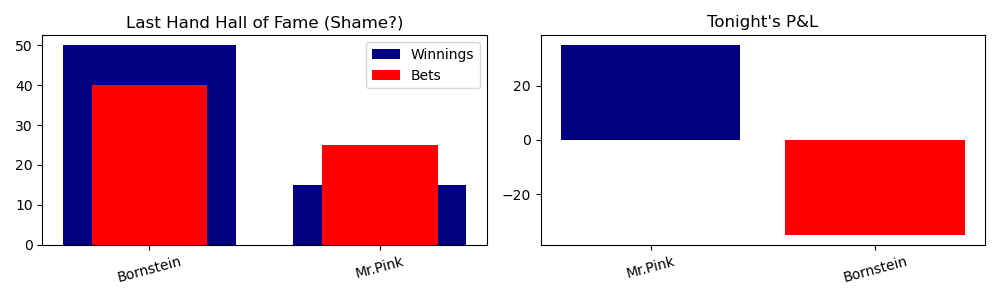 Last Hand Hall of Fame (Shame?)
50
40
30
20
10
0
Winnings
Bets
Bornstein
Mr.Pink
Tonight's P&L
20
0
−20
Mr.Pink
Bornstein